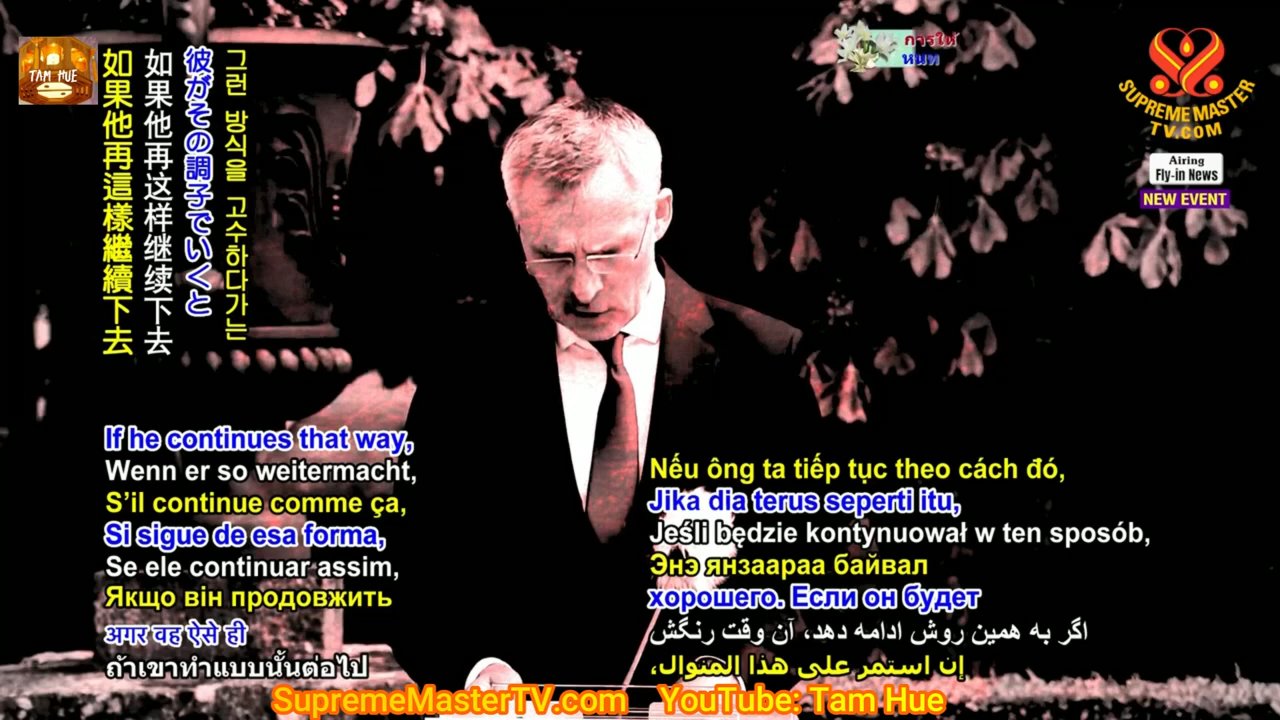 TAM HUE
如果他再這樣繼續下去
如果他再这样继续下去
彼がその調子でいくと
그런 방식을 고수하다가는
การให้
SUPREME MASTER
TV.COM
Airing
Fly-in News
NEW EVENT
If he continues that way,
Wenn er so weitermacht,
S’il continue comme ça,
Si sigue de esa forma,
Se ele continuar assim,
Якщо він продовжить
अगर वह ऐसे ही
ถ้าเขาทำแบบนั้นต่อไป
Nếu ông ta tiếp tục theo cách đó,
Jika dia terus seperti itu,
Jeśli będzie kontynuował w ten sposób,
Энэ янзаараа байвал
хорошего. Если он будет
اگر به همین روش ادامه دهد، آن وقت رنگش
إن استمر على هذا المنوال،
SupremeMasterTV.com YouTube: Tam Hue